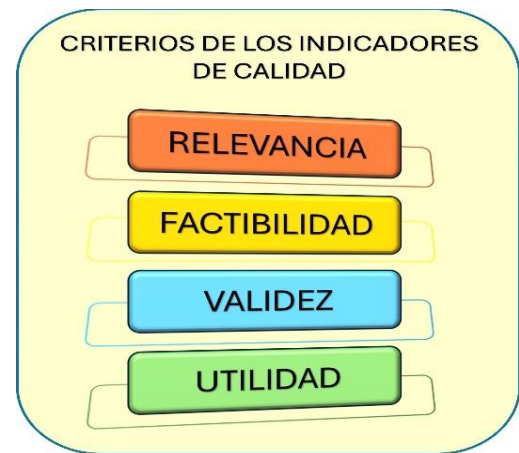 CRITERIOS DE LOS INDICADORES
DE CALIDAD
RELEVANCIA
FACTIBILIDAD
VALIDEZ
UTILIDAD